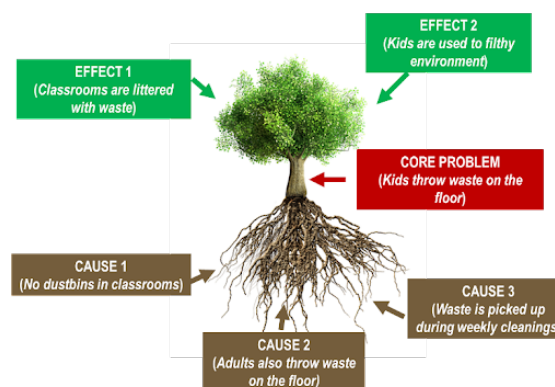 EFFECT 2
(Kids are used to filthy
environment)
EFFECT 1
(Classrooms are littered
with waste)
CORE PROBLEM
(Kids throw waste on the
floor)
CAUSE 1
(No dustbins in classrooms)
CAUSE 3
(Waste is picked up
during weekly cleanings
CAUSE 2
(Adults also throw waste
on the floor)